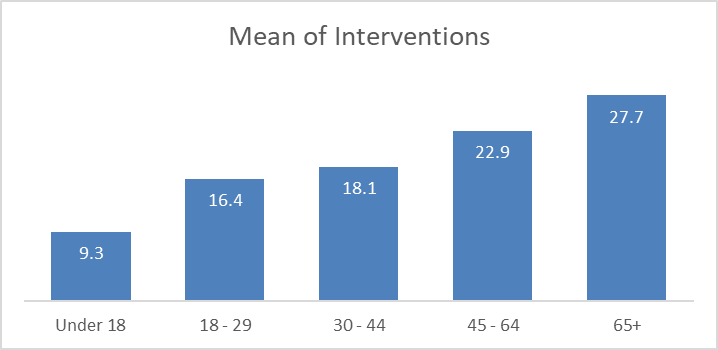 Mean of Interventions
27.7
22.9
18.1
16.4
9.3
Under 18
18 - 29
30 - 44
45 - 64
65+